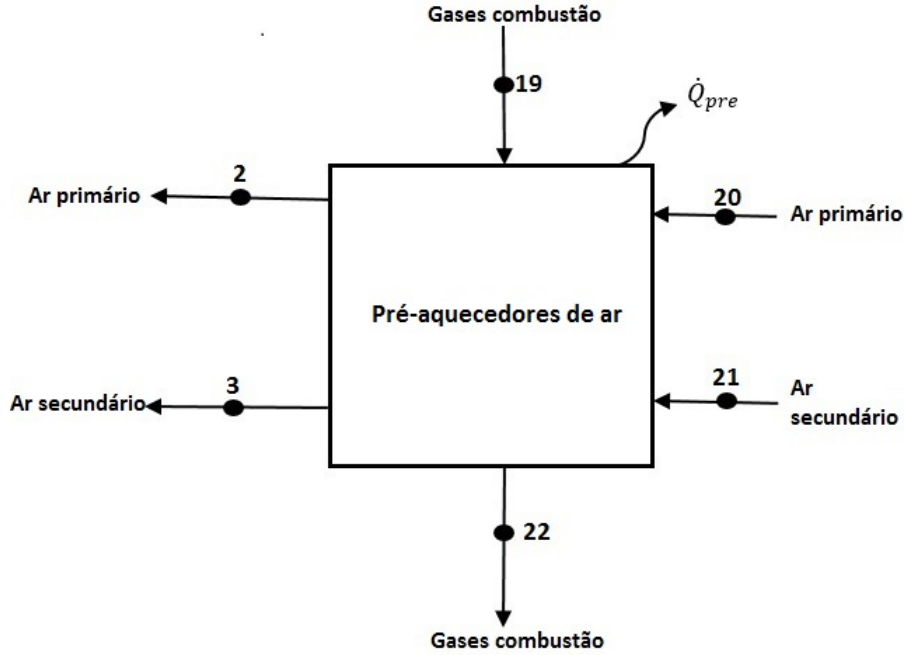 Gases combustão
19
Q̇pre
2
Ar primário
20
Ar primário
Pré-aquecedores de ar
3
Ar secundário
21
Ar
secundário
22
Gases combustão